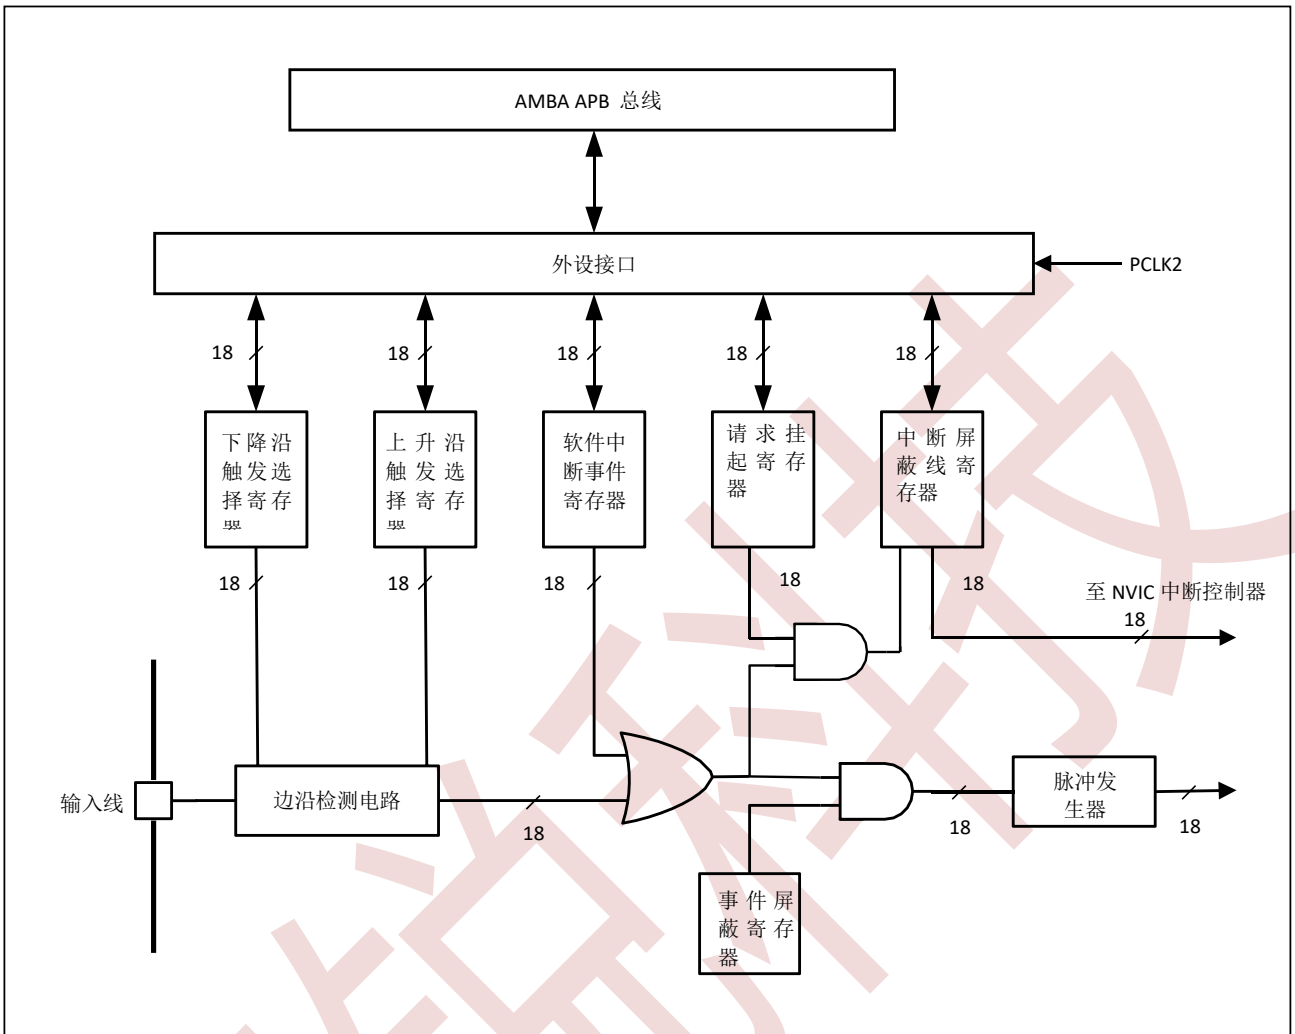 AMBA APB 总线
外设接口
PCLK2
18
18
18
18
18
下降沿
触发选
择寄存
器
上升沿
触发选
择寄存
器
软件中
断事件
寄存器
请求挂
起寄存
器
中断屏
蔽线寄
存器
18
18
18
18
18
至 NVIC 中断控制器
18
输入线
边沿检测电路
18
18
脉冲发
生器
18
事件屏
蔽寄存
器
科技